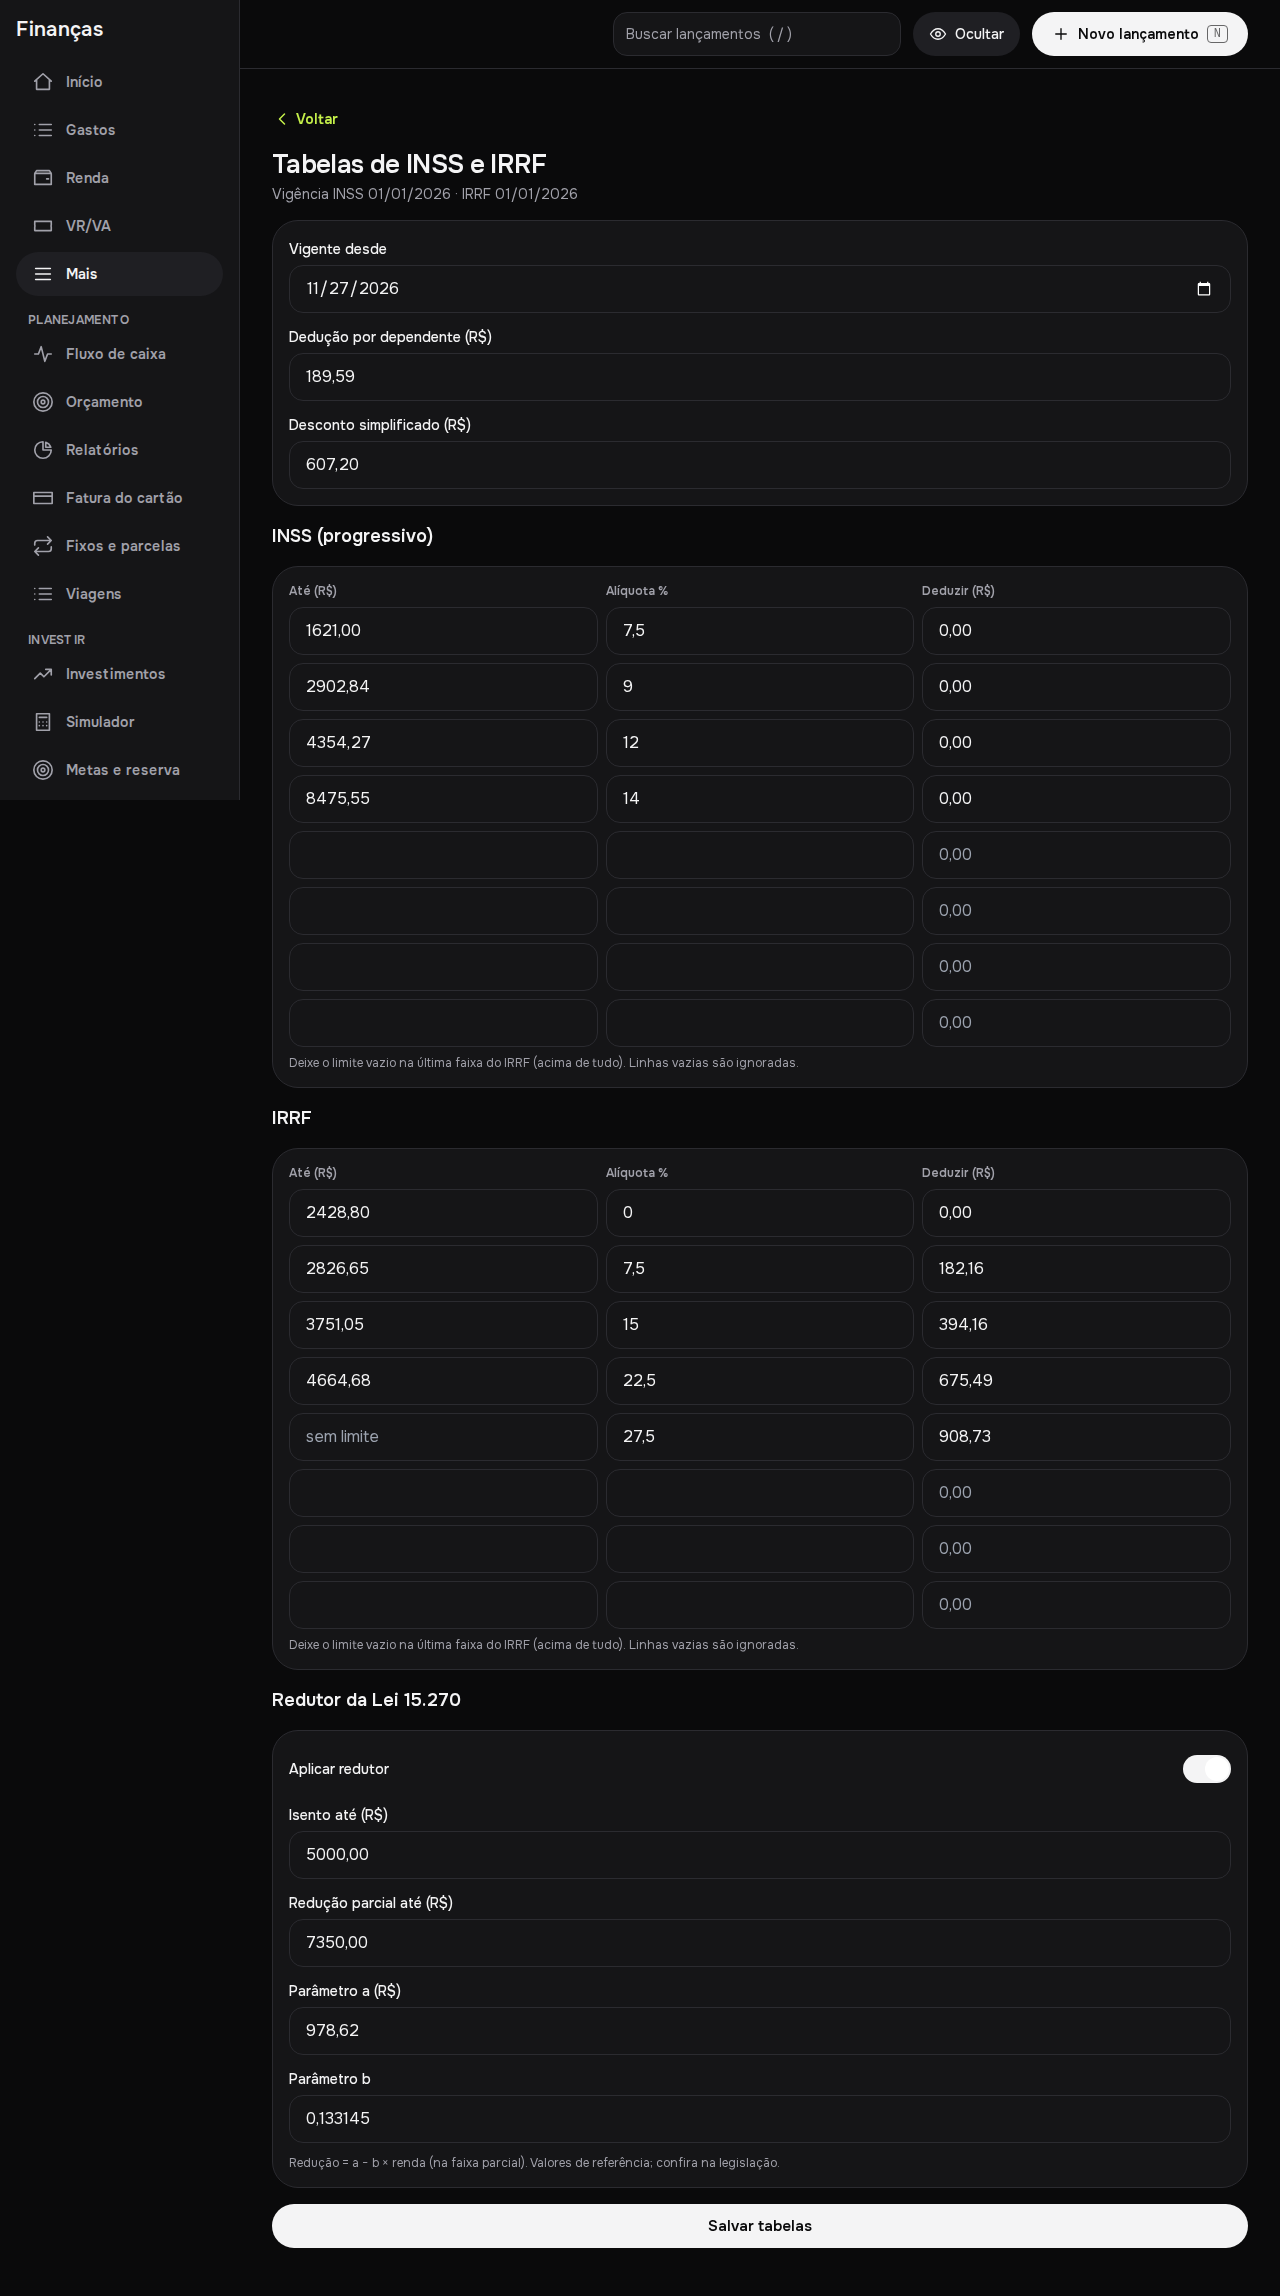 Finanças
Início
Gastos
Renda
VR/VA
Mais
PLANEJAMENTO
Fluxo de caixa
Orçamento
Relatórios
Fatura do cartão
Fixos e parcelas
Viagens
INVESTIR
Investimentos
Simulador
Metas e reserva
Buscar lançamentos ( / )
Ocultar
Novo lançamento N
Voltar
Tabelas de INSS e IRRF
Vigência INSS 01/01/2026 · IRRF 01/01/2026
Vigente desde
11/27/2026
Dedução por dependente (R$)
189,59
Desconto simplificado (R$)
607,20
INSS (progressivo)
Até (R$) Alíquota % Deduzir (R$)
1621,00 7,5 0,00
2902,84 9 0,00
4354,27 12 0,00
8475,55 14 0,00
0,00
0,00
0,00
0,00
Deixe o limite vazio na última faixa do IRRF (acima de tudo). Linhas vazias são ignoradas.
IRRF
Até (R$) Alíquota % Deduzir (R$)
2428,80 0 0,00
2826,65 7,5 182,16
3751,05 15 394,16
4664,68 22,5 675,49
sem limite 27,5 908,73
0,00
0,00
0,00
Deixe o limite vazio na última faixa do IRRF (acima de tudo). Linhas vazias são ignoradas.
Redutor da Lei 15.270
Aplicar redutor
Isento até (R$)
5000,00
Redução parcial até (R$)
7350,00
Parâmetro a (R$)
978,62
Parâmetro b
0,133145
Redução = a - b × renda (na faixa parcial). Valores de referência; confira na legislação.
Salvar tabelas